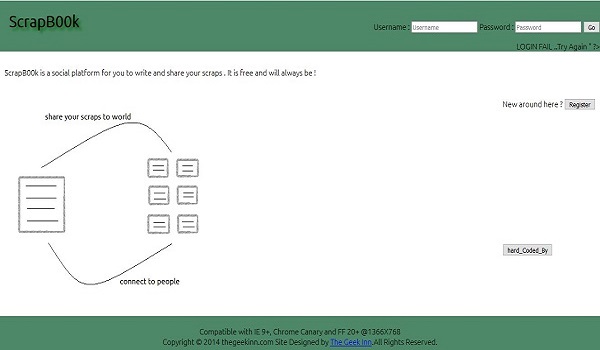 ScrapB00k
Username : Username Password : Password Go
LOGIN FAIL ..Try Again " ?>
ScrapB00k is a social platform for you to write and share your scraps . It is free and will always be !
New around here ? Register
share your scraps to world
hard_Coded_By
connect to people
Compatible with IE 9+, Chrome Canary and FF 20+ @1366X768
Copyright © 2014 thegeekinn.com Site Designed by The Geek Inn.All Rights Reserved.